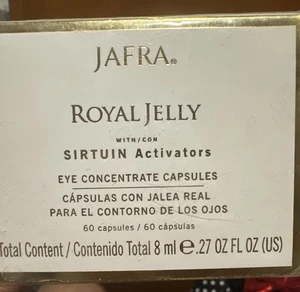 JAFRA®
ROYAL JELLY
WITH/CON
SIRTUIN Activators
EYE CONCENTRATE CAPSULES
CÁPSULAS CON JALEA REAL
PARA EL CONTORNO DE LOS OJOS
60 capsules / 60 cápsulas
Total Content / Contenido Total 8 ml ℮ .27 OZ FL OZ (US)